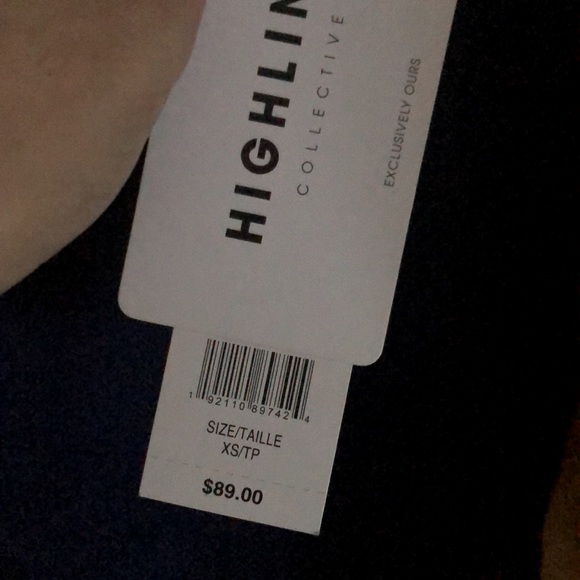 HIGHLIN
COLLECTIVE
EXCLUSIVELY OURS
1 92110 89742 4
SIZE/TAILLE
XS/TP
$89.00